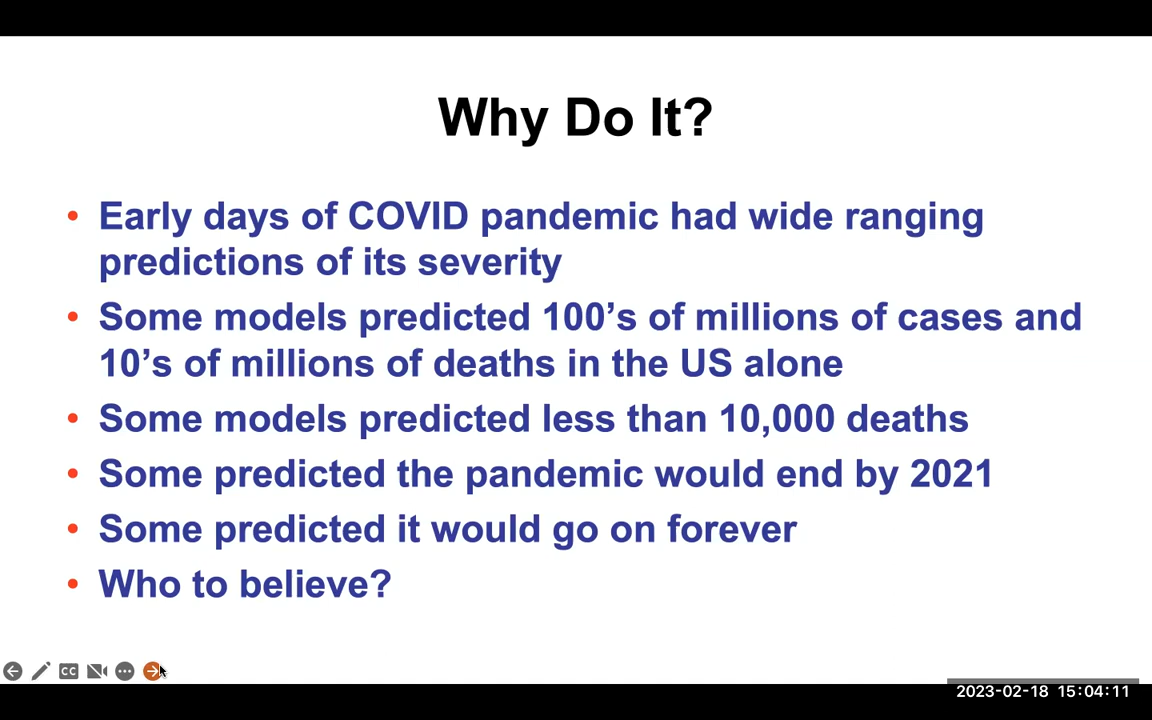 Why Do It?
• Early days of COVID pandemic had wide ranging
predictions of its severity
• Some models predicted 100’s of millions of cases and
10’s of millions of deaths in the US alone
• Some models predicted less than 10,000 deaths
• Some predicted the pandemic would end by 2021
• Some predicted it would go on forever
• Who to believe?
CC
2023-02-18 15:04:11